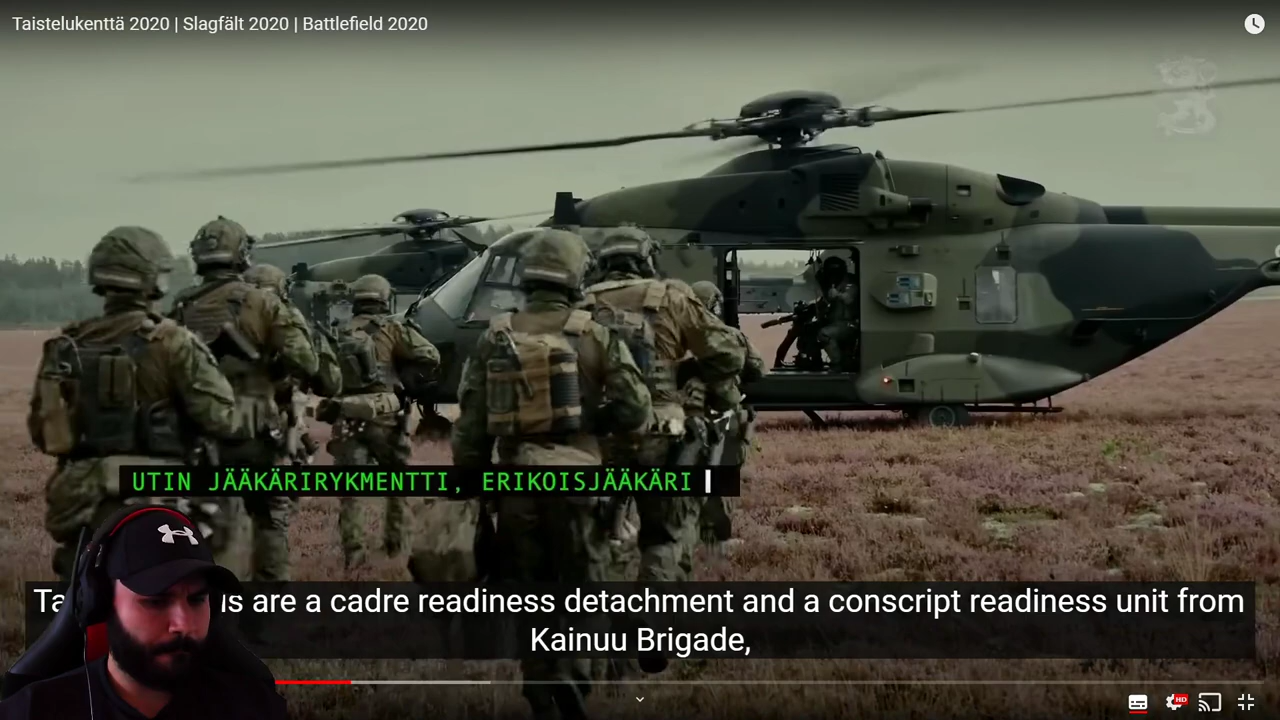 Taistelukenttä 2020 | Slagfält 2020 | Battlefield 2020
UTIN JÄÄKÄRIRYKMENTTI, ERIKOISJÄÄKÄRI
are a cadre readiness detachment and a conscript readiness unit from
Kainuu Brigade,
HD